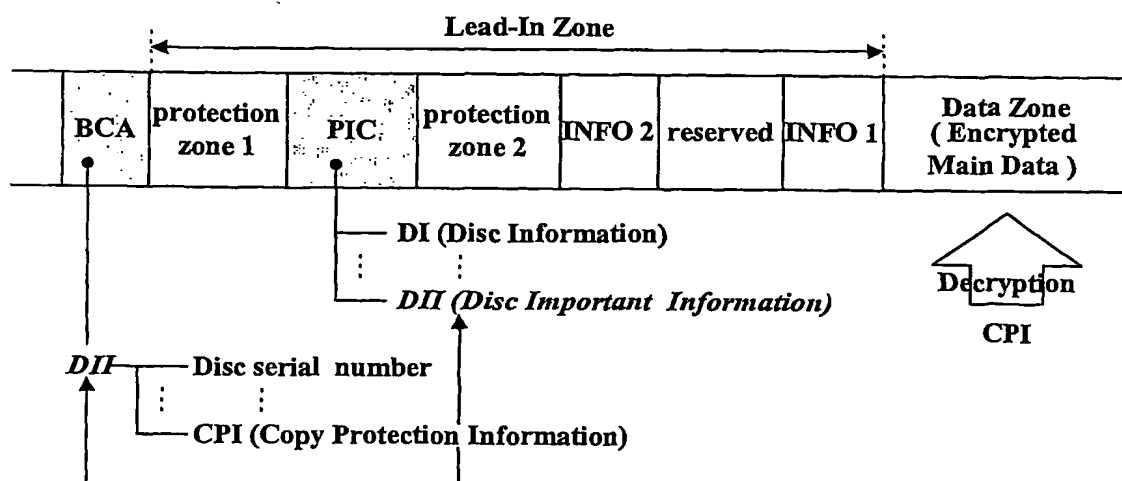 Lead-In Zone
BCA
protection
zone 1
PIC
protection
zone 2
INFO 2
reserved
INFO 1
Data Zone
( Encrypted
Main Data )
DI (Disc Information)
DII (Disc Important Information)
Decryption
CPI
DII
Disc serial number
CPI (Copy Protection Information)